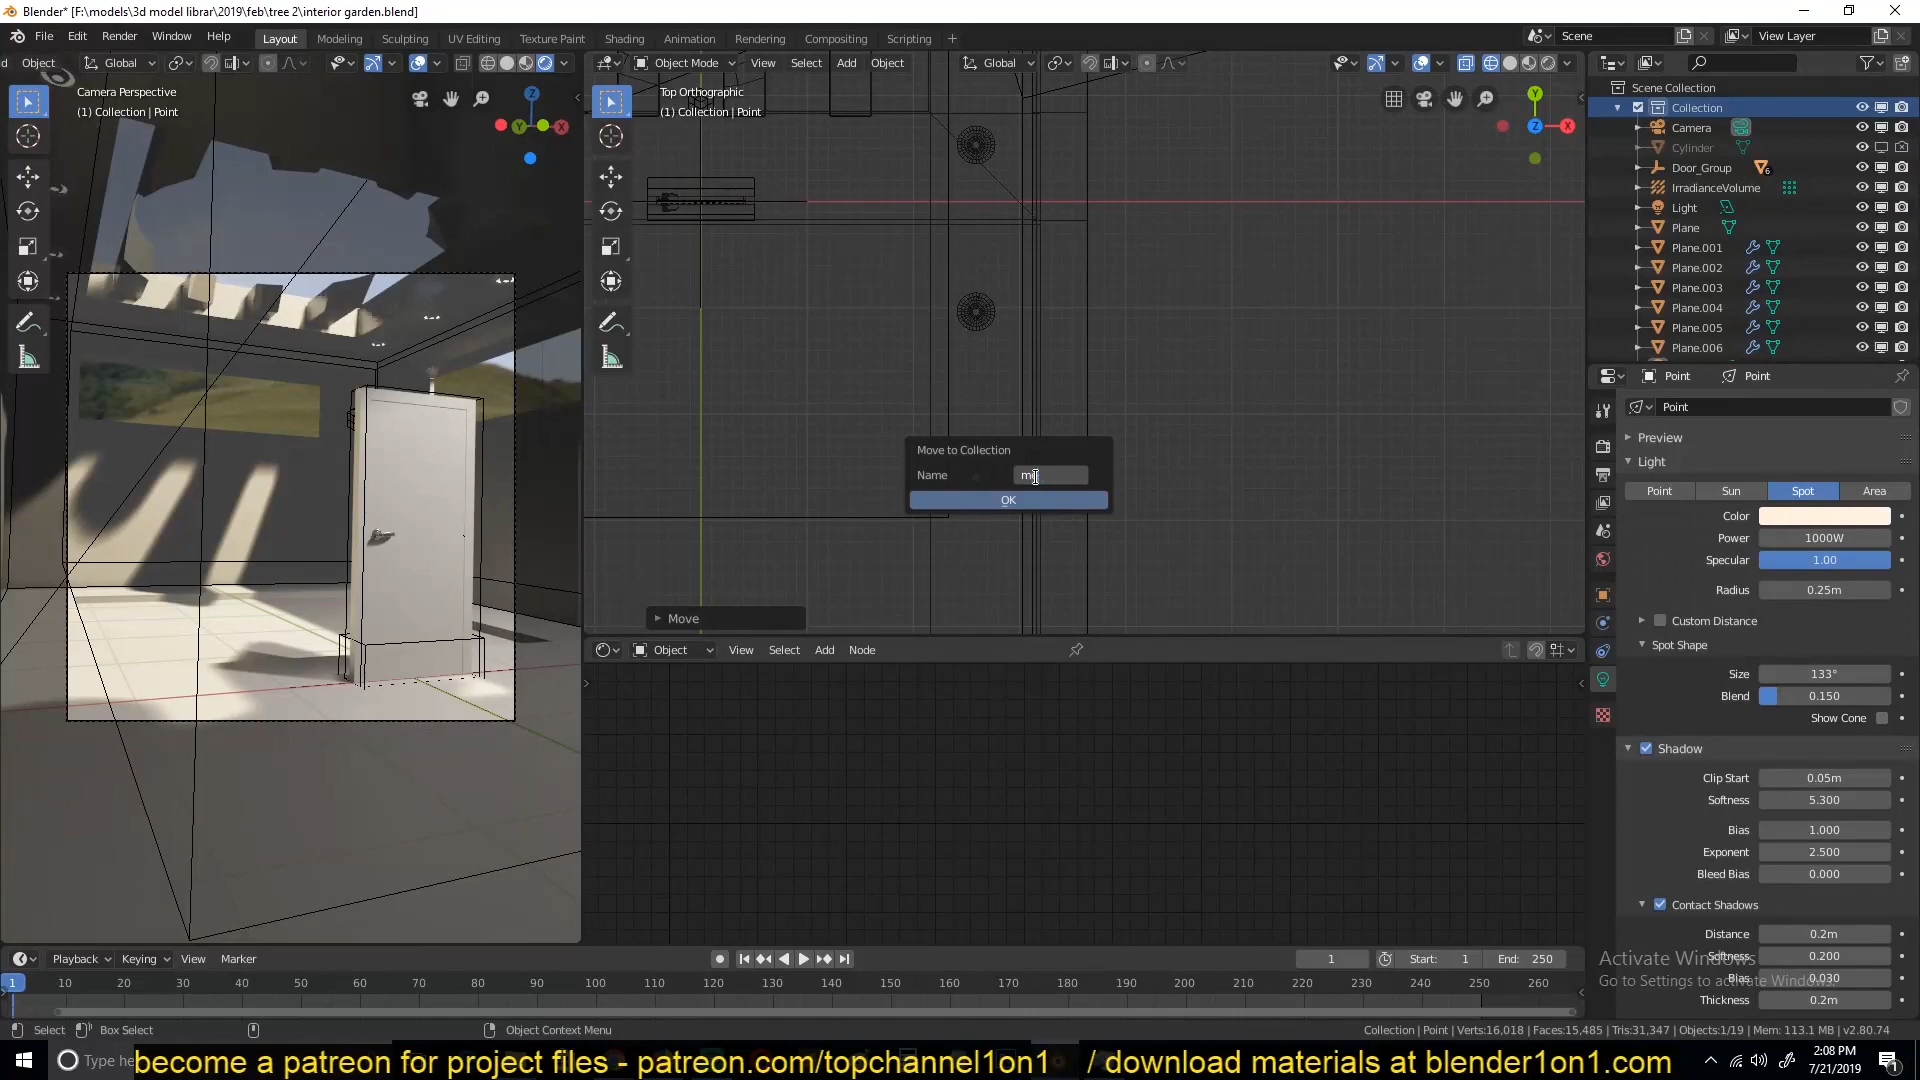 Blender* [F:\models\3d model librar\2019\feb\tree 2\interior garden.blend]
File Edit Render Window Help Layout Modeling Sculpting UV Editing Texture Paint Shading Animation Rendering Compositing Scripting + Scene View Layer
d Object Global
Camera Perspective
(1) Collection | Point
Object Mode View Select Add Object Global
Top Orthographic
(1) Collection | Point
Move to Collection
Name
OK
Move
Object View Select Add Node
Scene Collection
Collection
Camera
Cylinder
Door_Group 6
IrradianceVolume
Light
Plane
Plane.001
Plane.002
Plane.003
Plane.004
Plane.005
Plane.006
Point Point
Point
Preview
Light
Point Sun Spot Area
Color
Power 1000W
Specular 1.00
Radius 0.25m
Custom Distance
Spot Shape
Size 133°
Blend 0.150
Show Cone
Shadow
Clip Start 0.05m
Softness 5.300
Bias 1.000
Exponent 2.500
Bleed Bias 0.000
Contact Shadows
Distance 0.2m
Softness 0.200
Bias 0.030
Thickness 0.2m
Activate Windows
Go to Settings to activate Windows.
Playback Keying View Marker 1 Start: 1 End: 250
1 10 20 30 40 50 60 70 80 90 100 110 120 130 140 150 160 170 180 190 200 210 220 230 240 250 260
Select Box Select Object Context Menu Collection | Point | Verts:16,018 | Faces:15,485 | Tris:31,347 | Objects:1/19 | Mem: 113.1 MB | v2.80.74
Type he
become a patreon for project files - patreon.com/topchannel1on1 / download materials at blender1on1.com
2:08 PM
7/21/2019